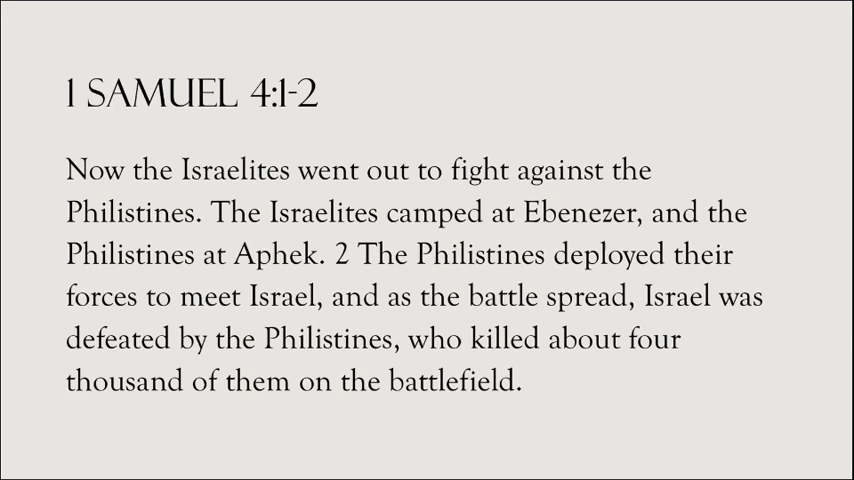 1 SAMUEL 4:1-2
Now the Israelites went out to fight against the
Philistines. The Israelites camped at Ebenezer, and the
Philistines at Aphek. 2 The Philistines deployed their
forces to meet Israel, and as the battle spread, Israel was
defeated by the Philistines, who killed about four
thousand of them on the battlefield.